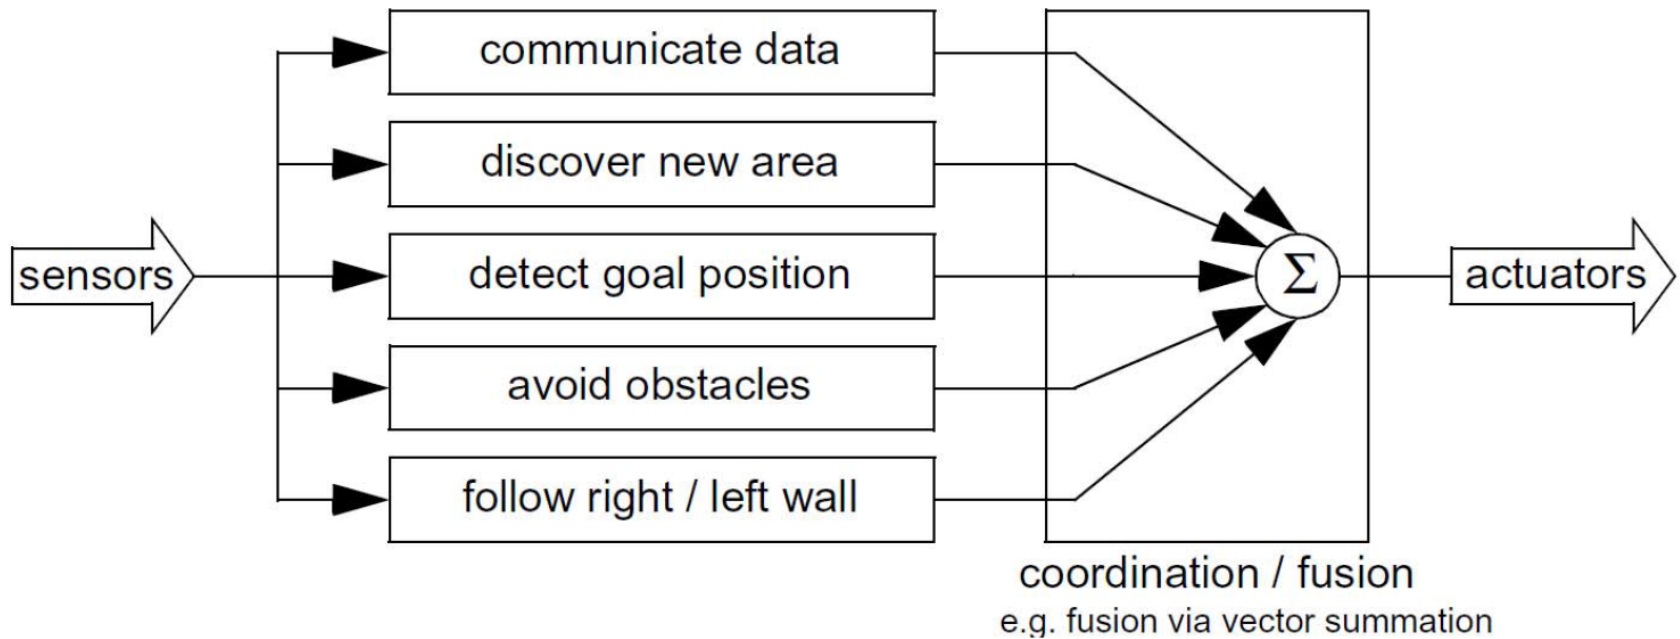 communicate data
discover new area
sensors
detect goal position
Σ
actuators
avoid obstacles
follow right / left wall
coordination / fusion
e.g. fusion via vector summation